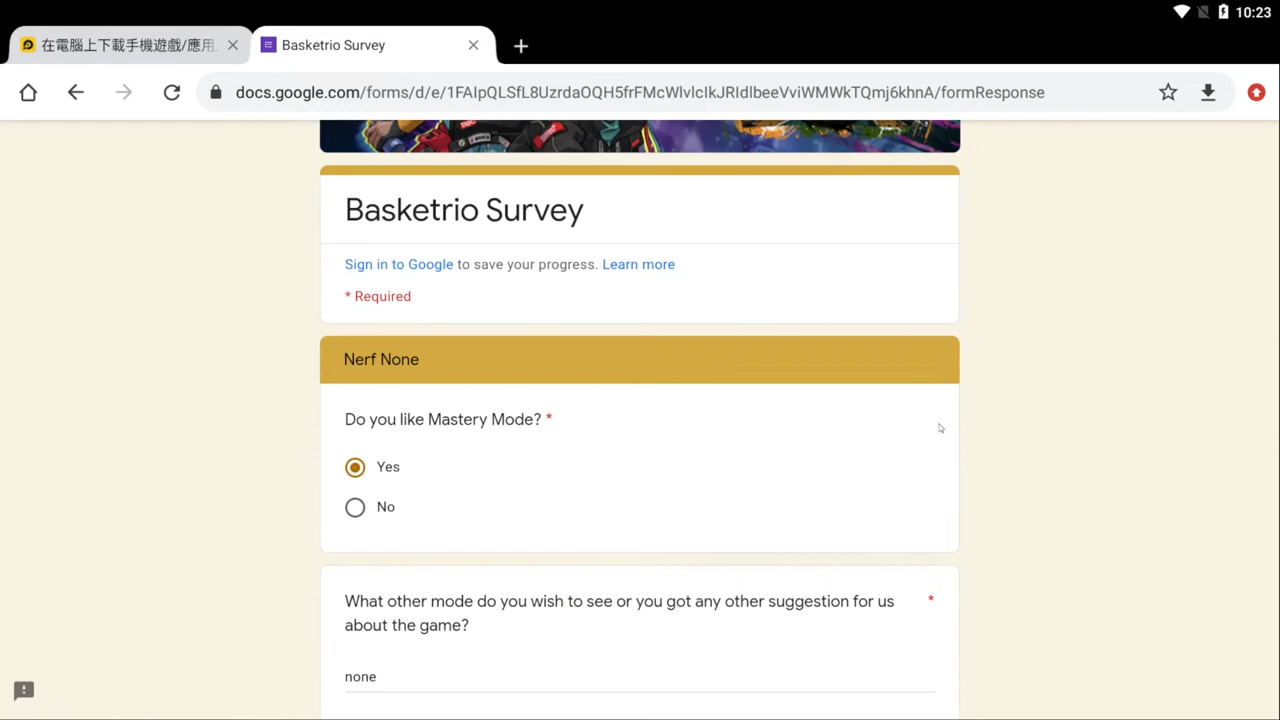 10:23
在電腦上下載手機遊戲/應用
Basketrio Survey
docs.google.com/forms/d/e/1FAIpQLSfL8UzrdaOQH5frFMcWlvlcIkJRIdlbeeVviWMWkTQmj6khnA/formResponse
Basketrio Survey
Sign in to Google to save your progress. Learn more
* Required
Nerf None
Do you like Mastery Mode? *
Yes
No
What other mode do you wish to see or you got any other suggestion for us *
about the game?
none